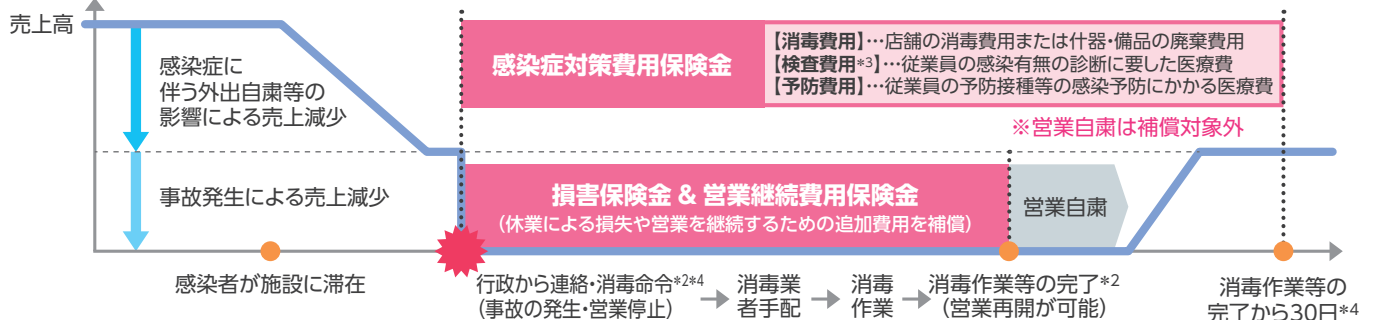 売上高
感染症に
伴う外出自粛等の
影響による売上減少
感染症対策費用保険金
【消毒費用】…店舗の消毒費用または什器・備品の廃棄費用
【検査費用*3】…従業員の感染有無の診断に要した医療費
【予防費用】…従業員の予防接種等の感染予防にかかる医療費
※営業自粛は補償対象外
事故発生による売上減少
損害保険金 & 営業継続費用保険金
（休業による損失や営業を継続するための追加費用を補償）
営業自粛
感染者が施設に滞在
行政から連絡・消毒命令*2*4
（事故の発生・営業停止）
消毒業
者手配
消毒
作業
消毒作業等の完了*2
（営業再開が可能）
消毒作業等の
完了から30日*4